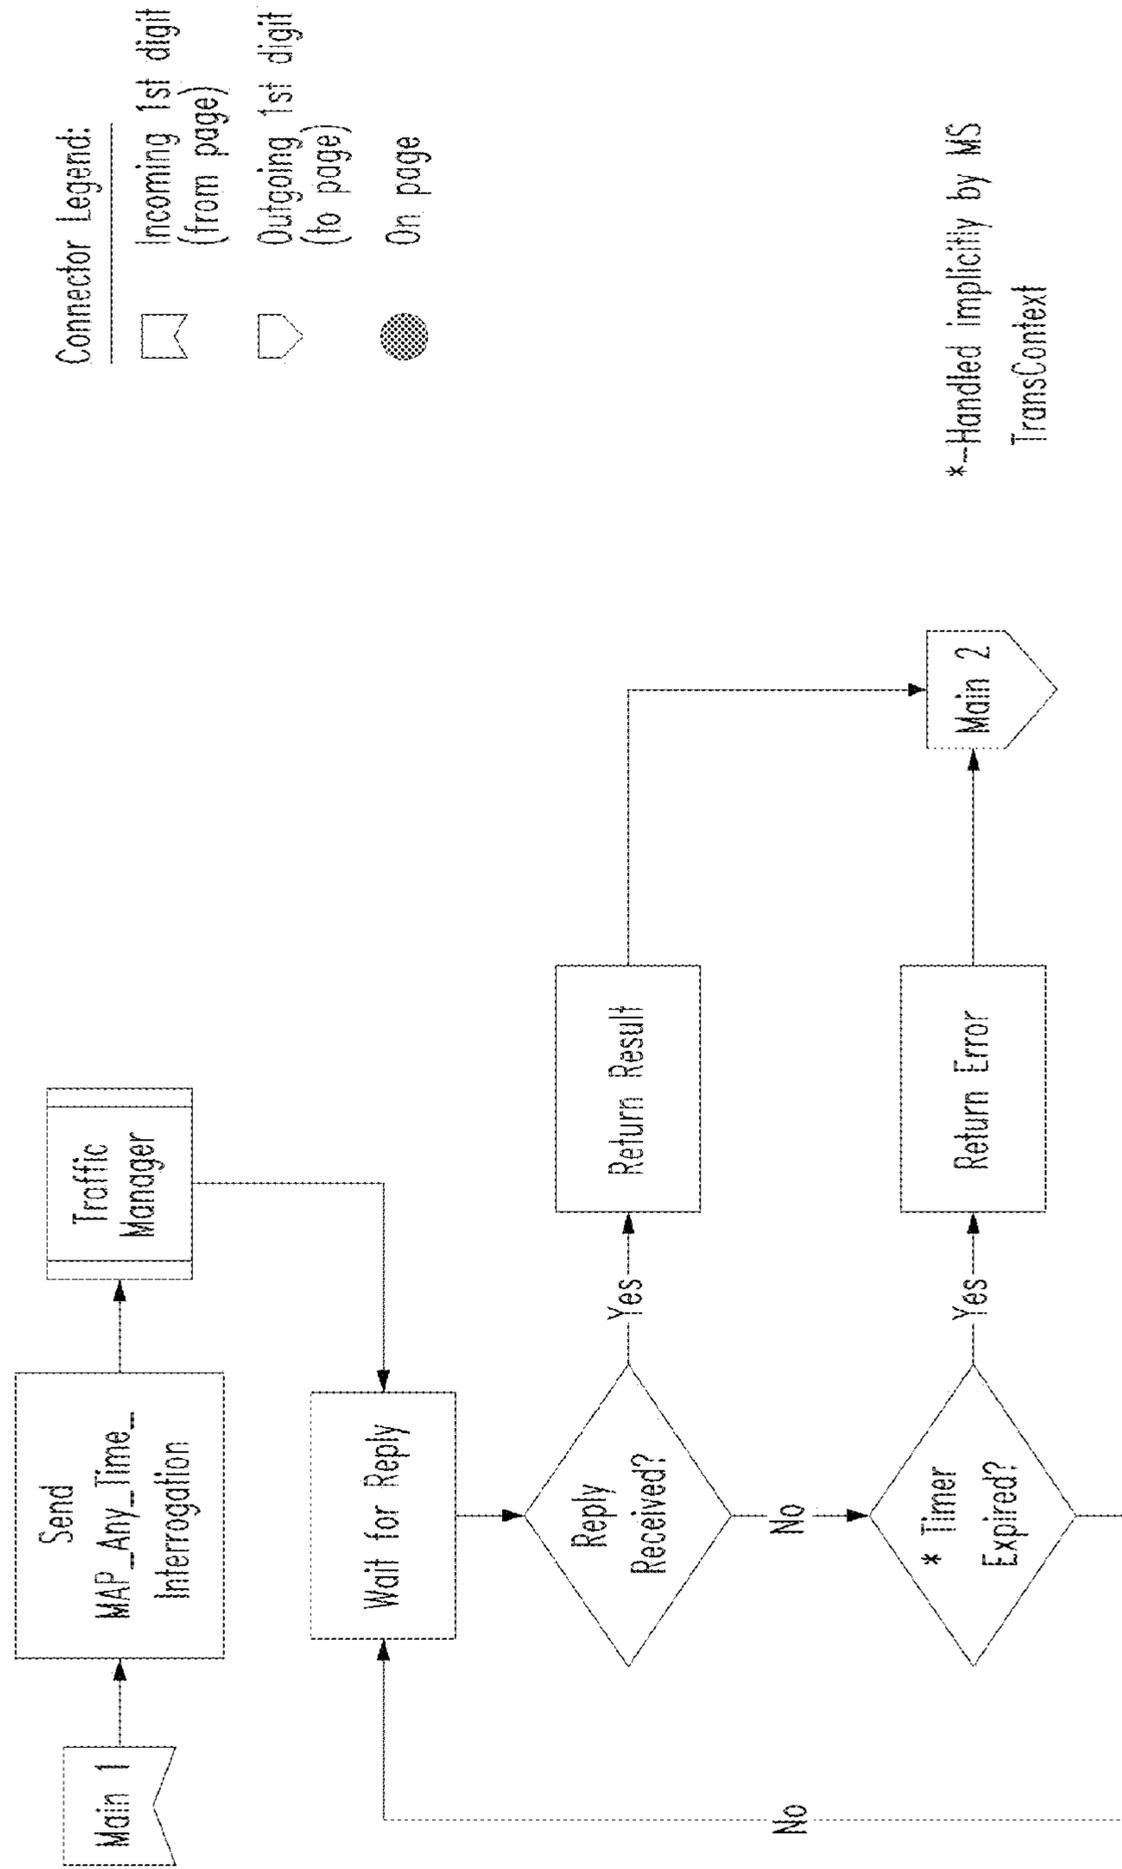 Main 1
Send
MAP_Any_Time_
Interrogation
Traffic
Manager
Connector Legend:
Incoming 1st digit
(from page)
Outgoing 1st digit
(to page)
On page
Wait for Reply
Reply
Received?
Yes
Return Result
No
* Timer
Expired?
Yes
Return Error
Main 2
No
*-Handled implicitly by MS
TransContext